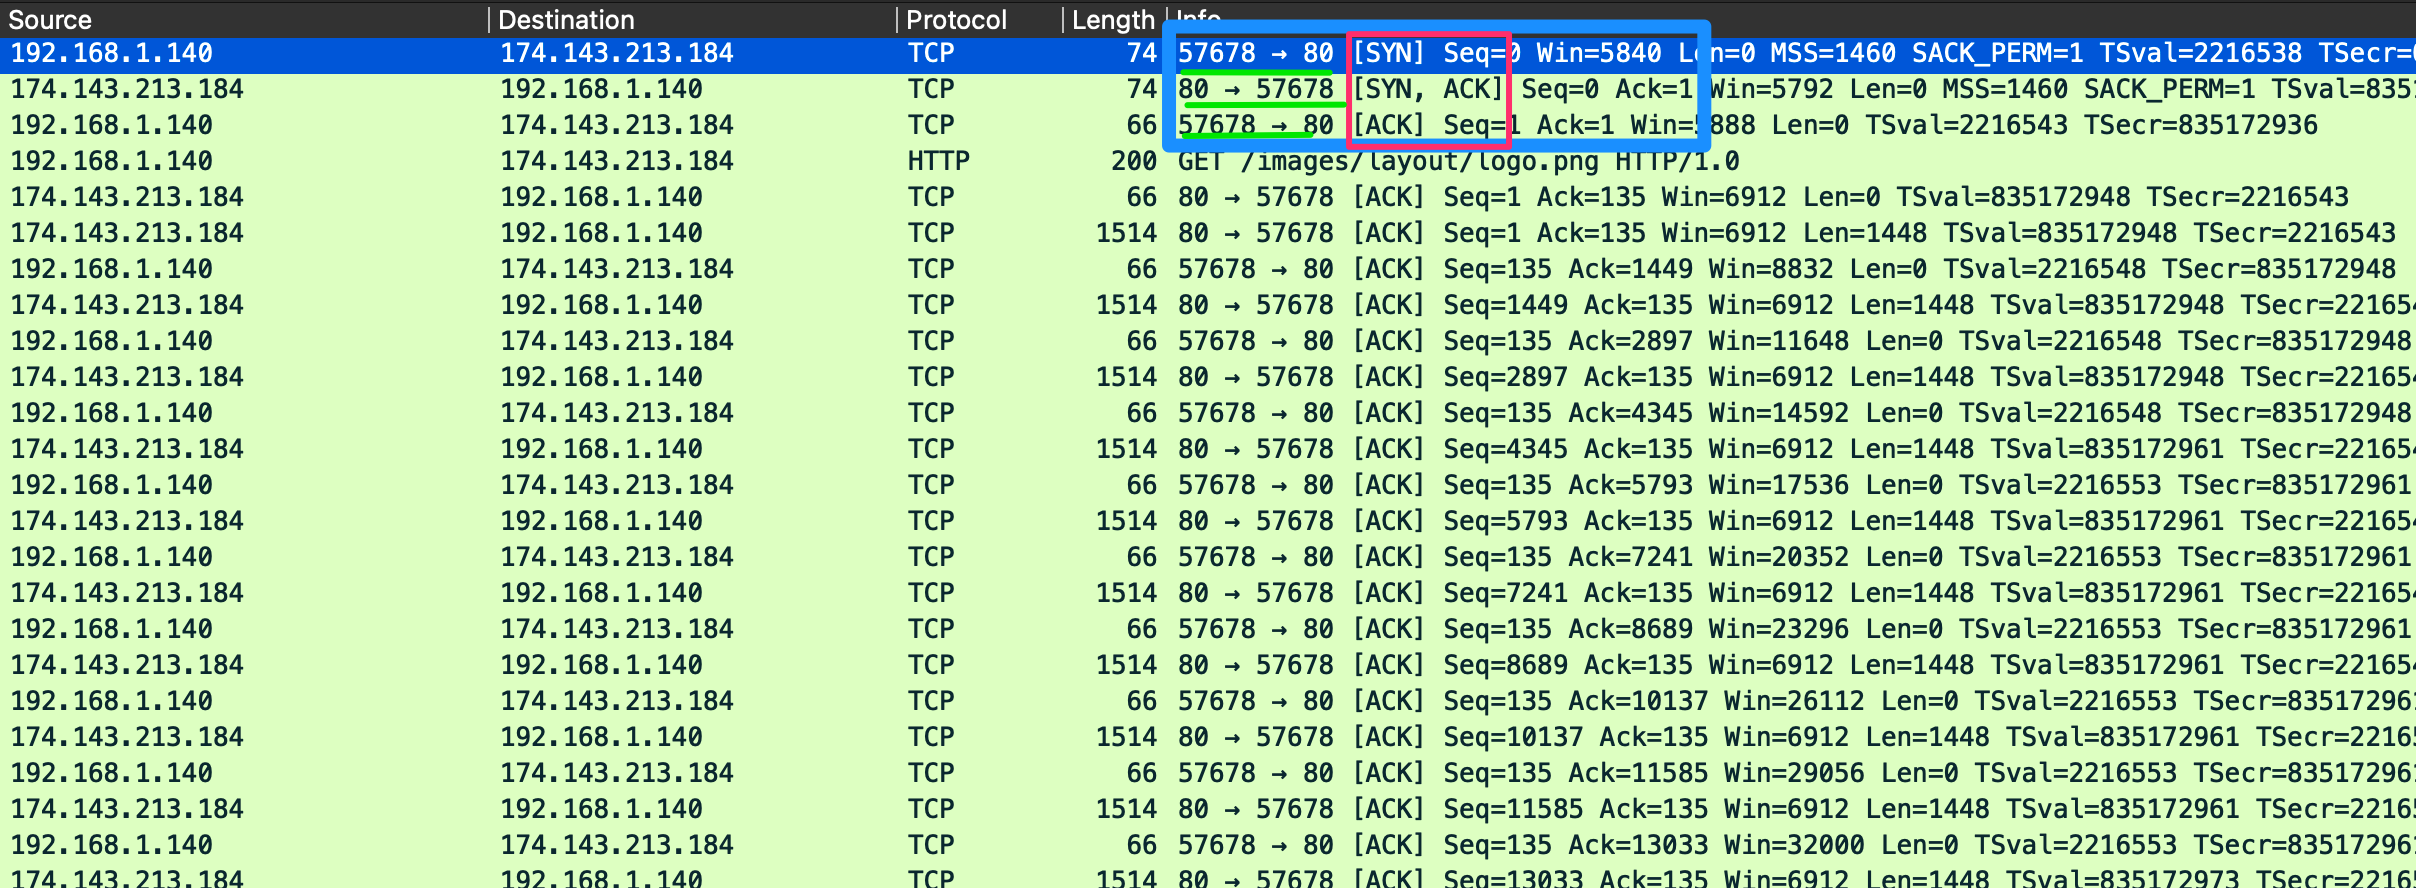 Source Destination Protocol Length Info
192.168.1.140 174.143.213.184 TCP 74 57678 → 80 [SYN] Seq=0 Win=5840 Len=0 MSS=1460 SACK_PERM=1 TSval=2216538 TSecr=
174.143.213.184 192.168.1.140 TCP 74 80 → 57678 [SYN, ACK] Seq=0 Ack=1 Win=5792 Len=0 MSS=1460 SACK_PERM=1 TSval=835
192.168.1.140 174.143.213.184 TCP 66 57678 → 80 [ACK] Seq=1 Ack=1 Win=5888 Len=0 TSval=2216543 TSecr=835172936
192.168.1.140 174.143.213.184 HTTP 200 GET /images/layout/logo.png HTTP/1.0
174.143.213.184 192.168.1.140 TCP 66 80 → 57678 [ACK] Seq=1 Ack=135 Win=6912 Len=0 TSval=835172948 TSecr=2216543
174.143.213.184 192.168.1.140 TCP 1514 80 → 57678 [ACK] Seq=1 Ack=135 Win=6912 Len=1448 TSval=835172948 TSecr=2216543
192.168.1.140 174.143.213.184 TCP 66 57678 → 80 [ACK] Seq=135 Ack=1449 Win=8832 Len=0 TSval=2216548 TSecr=835172948
174.143.213.184 192.168.1.140 TCP 1514 80 → 57678 [ACK] Seq=1449 Ack=135 Win=6912 Len=1448 TSval=835172948 TSecr=22165
192.168.1.140 174.143.213.184 TCP 66 57678 → 80 [ACK] Seq=135 Ack=2897 Win=11648 Len=0 TSval=2216548 TSecr=835172948
174.143.213.184 192.168.1.140 TCP 1514 80 → 57678 [ACK] Seq=2897 Ack=135 Win=6912 Len=1448 TSval=835172948 TSecr=22165
192.168.1.140 174.143.213.184 TCP 66 57678 → 80 [ACK] Seq=135 Ack=4345 Win=14592 Len=0 TSval=2216548 TSecr=835172948
174.143.213.184 192.168.1.140 TCP 1514 80 → 57678 [ACK] Seq=4345 Ack=135 Win=6912 Len=1448 TSval=835172961 TSecr=22165
192.168.1.140 174.143.213.184 TCP 66 57678 → 80 [ACK] Seq=135 Ack=5793 Win=17536 Len=0 TSval=2216553 TSecr=835172961
174.143.213.184 192.168.1.140 TCP 1514 80 → 57678 [ACK] Seq=5793 Ack=135 Win=6912 Len=1448 TSval=835172961 TSecr=22165
192.168.1.140 174.143.213.184 TCP 66 57678 → 80 [ACK] Seq=135 Ack=7241 Win=20352 Len=0 TSval=2216553 TSecr=835172961
174.143.213.184 192.168.1.140 TCP 1514 80 → 57678 [ACK] Seq=7241 Ack=135 Win=6912 Len=1448 TSval=835172961 TSecr=22165
192.168.1.140 174.143.213.184 TCP 66 57678 → 80 [ACK] Seq=135 Ack=8689 Win=23296 Len=0 TSval=2216553 TSecr=835172961
174.143.213.184 192.168.1.140 TCP 1514 80 → 57678 [ACK] Seq=8689 Ack=135 Win=6912 Len=1448 TSval=835172961 TSecr=22165
192.168.1.140 174.143.213.184 TCP 66 57678 → 80 [ACK] Seq=135 Ack=10137 Win=26112 Len=0 TSval=2216553 TSecr=83517296
174.143.213.184 192.168.1.140 TCP 1514 80 → 57678 [ACK] Seq=10137 Ack=135 Win=6912 Len=1448 TSval=835172961 TSecr=2216
192.168.1.140 174.143.213.184 TCP 66 57678 → 80 [ACK] Seq=135 Ack=11585 Win=29056 Len=0 TSval=2216553 TSecr=83517296
174.143.213.184 192.168.1.140 TCP 1514 80 → 57678 [ACK] Seq=11585 Ack=135 Win=6912 Len=1448 TSval=835172961 TSecr=2216
192.168.1.140 174.143.213.184 TCP 66 57678 → 80 [ACK] Seq=135 Ack=13033 Win=32000 Len=0 TSval=2216553 TSecr=83517296
174.143.213.184 192.168.1.140 TCP 1514 80 → 57678 [ACK] Seq=13033 Ack=135 Win=6912 Len=1448 TSval=835172973 TSecr=2216